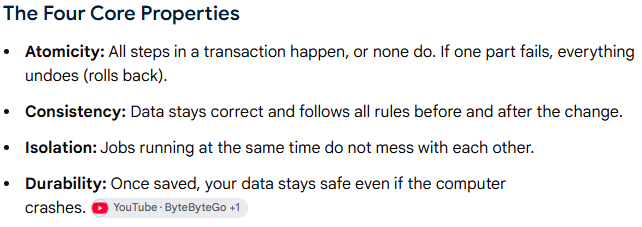 The Four Core Properties
• Atomicity: All steps in a transaction happen, or none do. If one part fails, everything
undoes (rolls back).
• Consistency: Data stays correct and follows all rules before and after the change.
• Isolation: Jobs running at the same time do not mess with each other.
• Durability: Once saved, your data stays safe even if the computer
crashes. YouTube · ByteByteGo +1